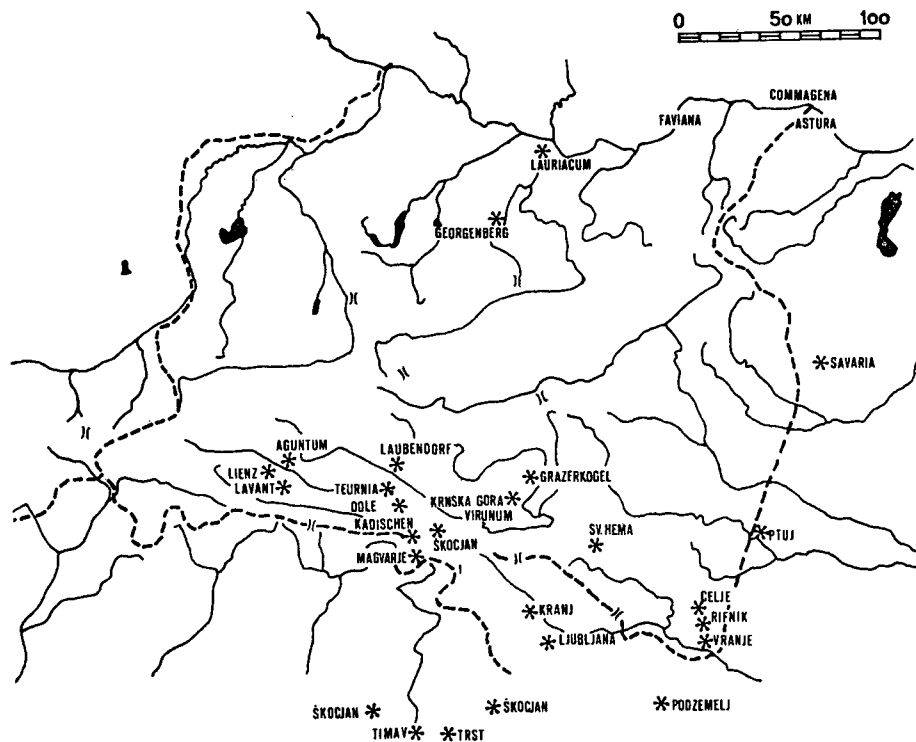 0 50 KM 100
COMMAGENA
FAVIANA
ASTURA
LAURIACUM
GEORGENBERG
SAVARIA
AGUNTUM
LAUBENDORF
LIENZ
LAVANT
TEURNIA
GRAZERKOGEL
KRNSKA GORA
VIRUNUM
KADISCHEN
ŠKOCJAN
SV. HEMA
PTUJ
MAGVARJE
CELJE
RIFNIK
VRANJE
KRANJ
LJUBLJANA
ŠKOCJAN
ŠKOCJAN
PODZEMELJ
TIMAV
TRST